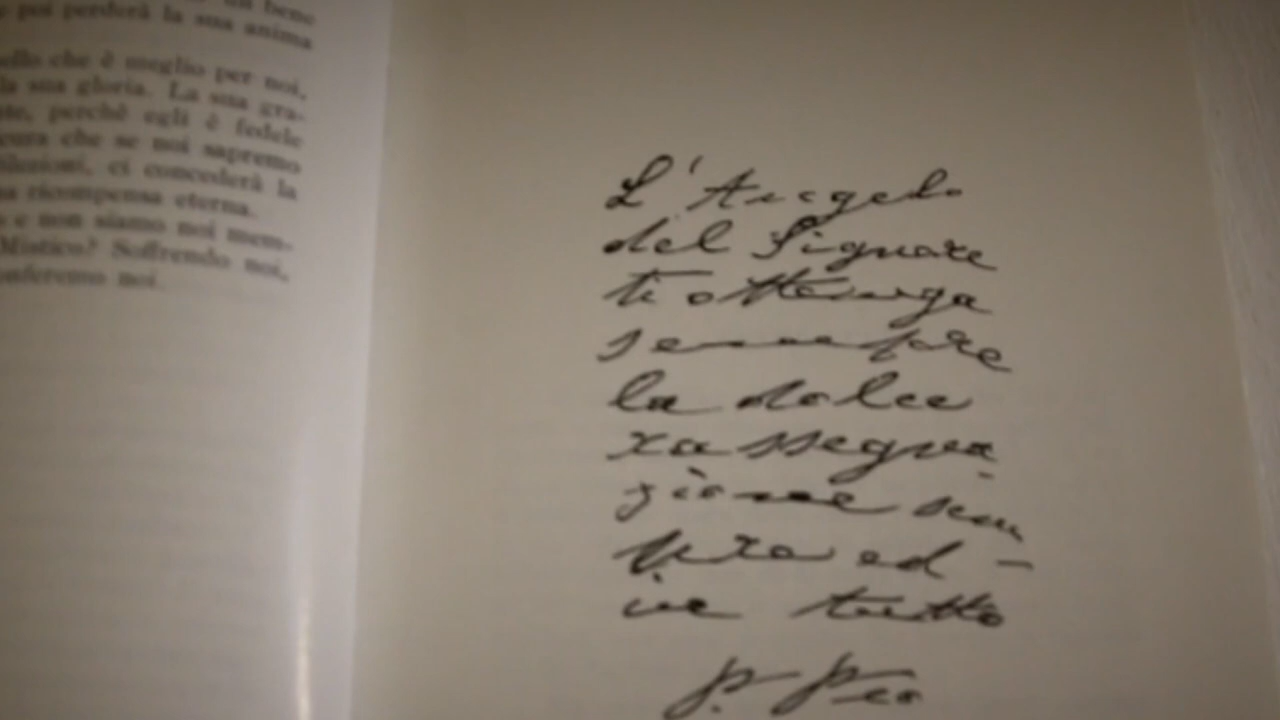 poi perderà la sua anima
che è meglio per noi,
la sua gloria. La sua gra-
perchè egli è fedele
che se noi sapremo
ci concederà la
ricompensa eterna.
e non siamo noi mem-
Mistico? Soffrendo noi,
noi.
L'Angelo
del Signore
ti ottenga
sempre
la dolce
rassegna-
zione sem
pre ed -
in tutto
P. Pio